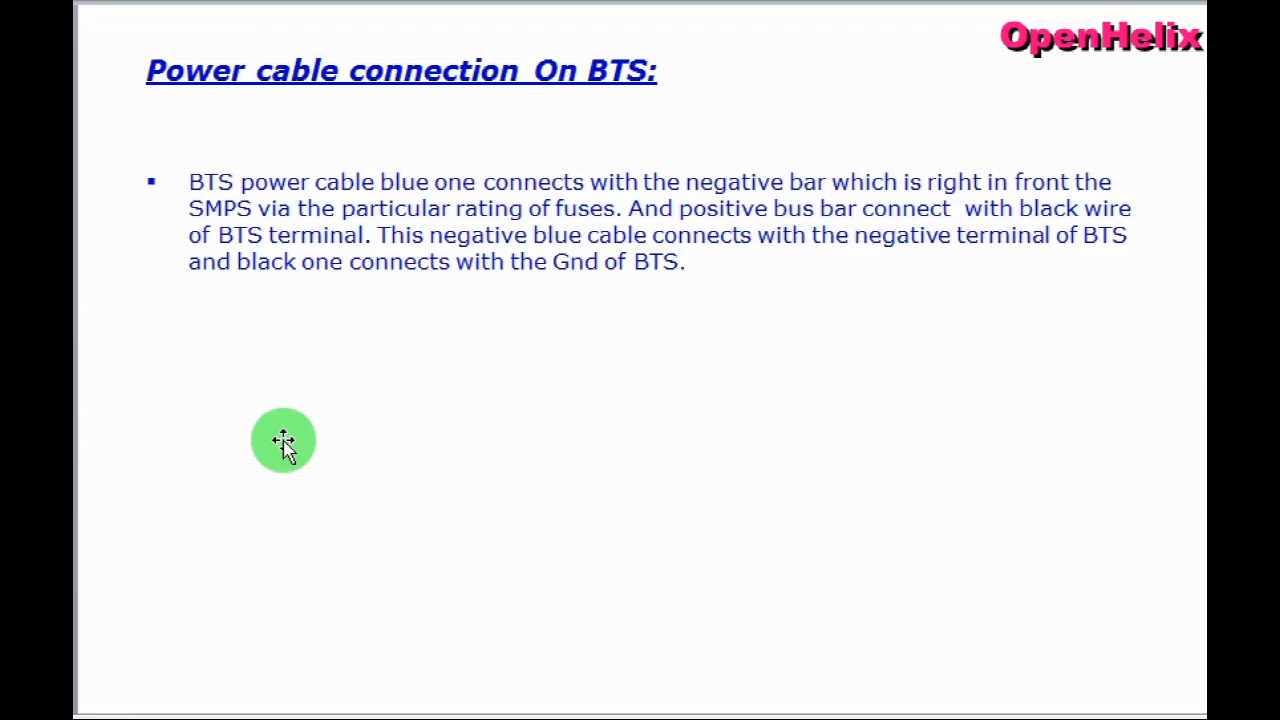 OpenHelix
Power cable connection On BTS:
▪ BTS power cable blue one connects with the negative bar which is right in front the
SMPS via the particular rating of fuses. And positive bus bar connect with black wire
of BTS terminal. This negative blue cable connects with the negative terminal of BTS
and black one connects with the Gnd of BTS.